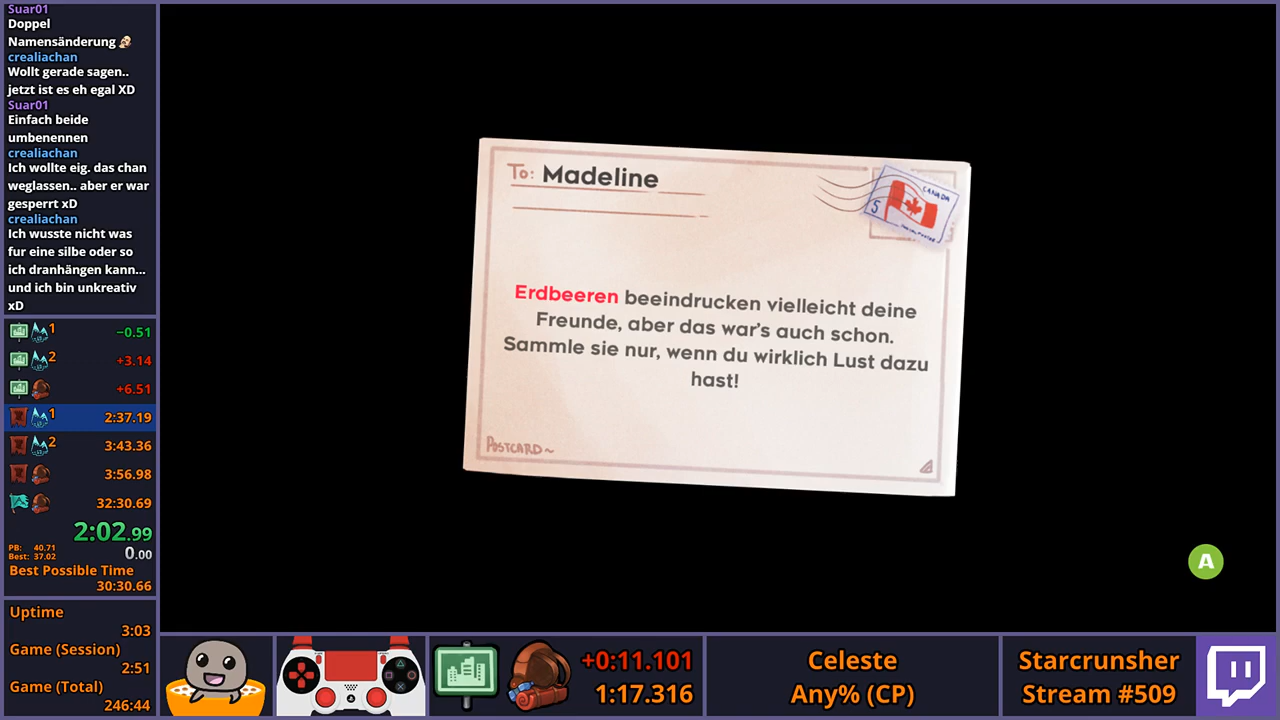 Suar01
Doppel
Namensänderung
crealiachan
Wollt gerade sagen..
jetzt ist es eh egal XD
Suar01
Einfach beide
umbenennen
crealiachan
Ich wollte eig. das chan
weglassen.. aber er war
gesperrt xD
crealiachan
Ich wusste nicht was
fur eine silbe oder so
ich dranhängen kann...
und ich bin unkreativ
xD
1 −0.51
2 +3.14
+6.51
1 2:37.19
2 3:43.36
3:56.98
32:30.69
2:02.99
PB: 40.71
Best: 37.02
0.00
Best Possible Time
30:30.66
Uptime
3:03
Game (Session)
2:51
Game (Total)
246:44
To: Madeline
CANADA
5
Erdbeeren beeindrucken vielleicht deine
Freunde, aber das war's auch schon.
Sammle sie nur, wenn du wirklich Lust dazu
hast!
POSTCARD~
A
+0:11.101
1:17.316
Celeste
Any% (CP)
Starcrunsher
Stream #509